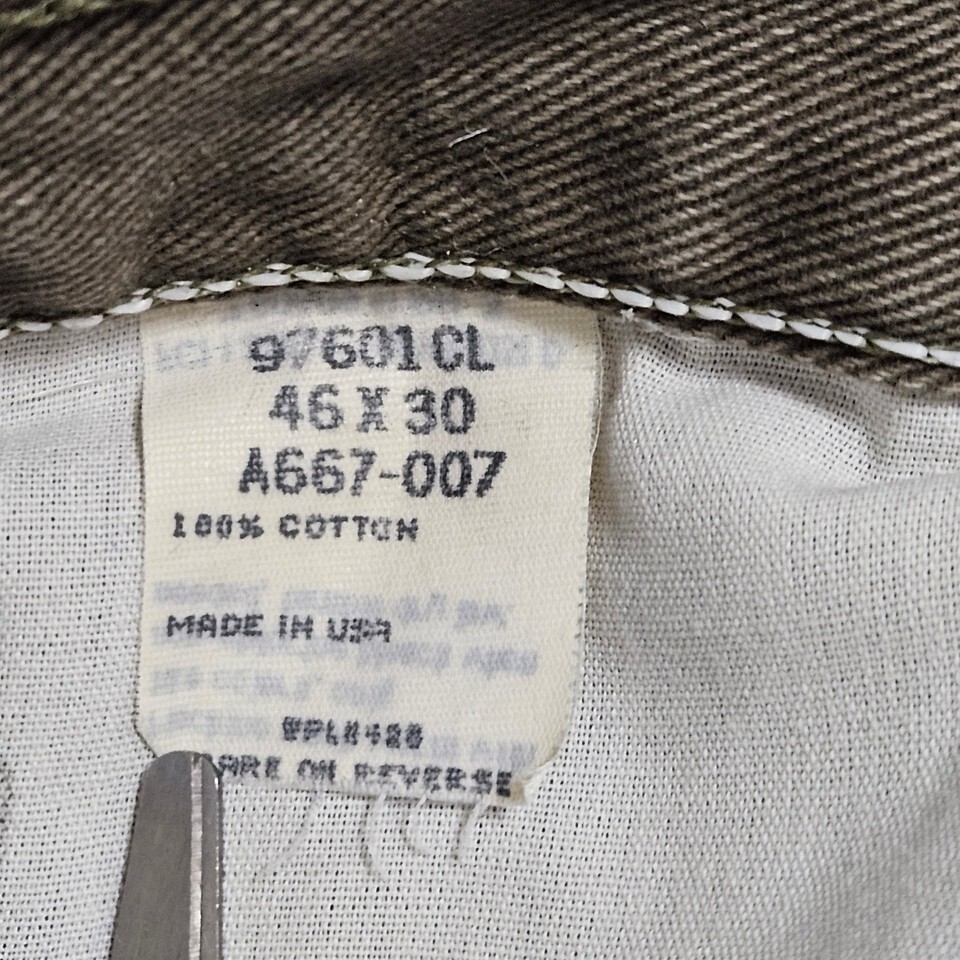 97601CL
46 X 30
A667-007
100% COTTON
MADE IN USA
WPL8420
CARE ON REVERSE